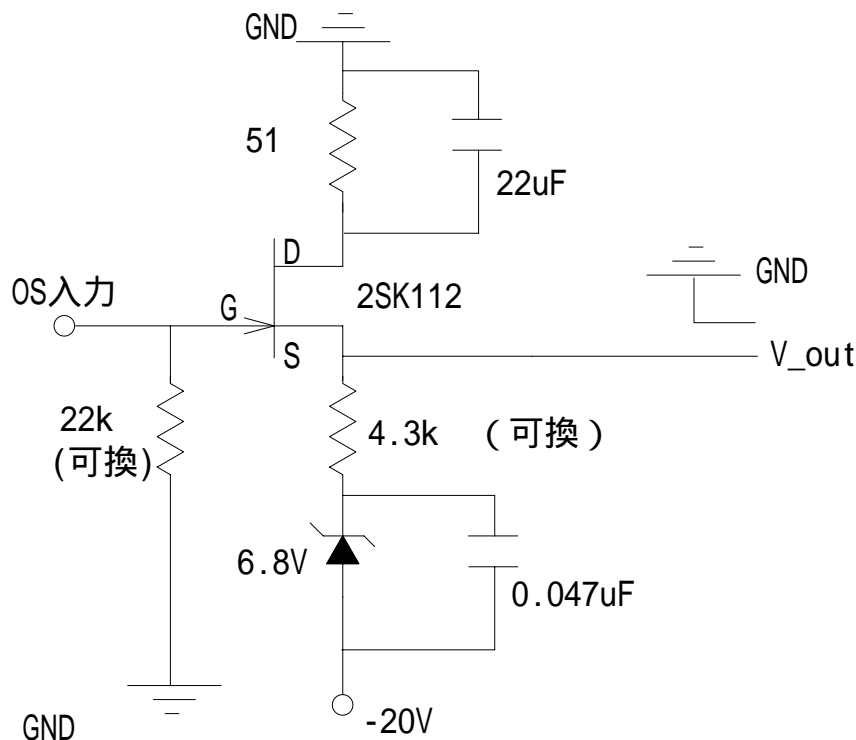 GND
51
22uF
D
GND
OS入力
G
2SK112
S
V_out
22k
(可換)
4.3k （可換）
6.8V
0.047uF
-20V
GND